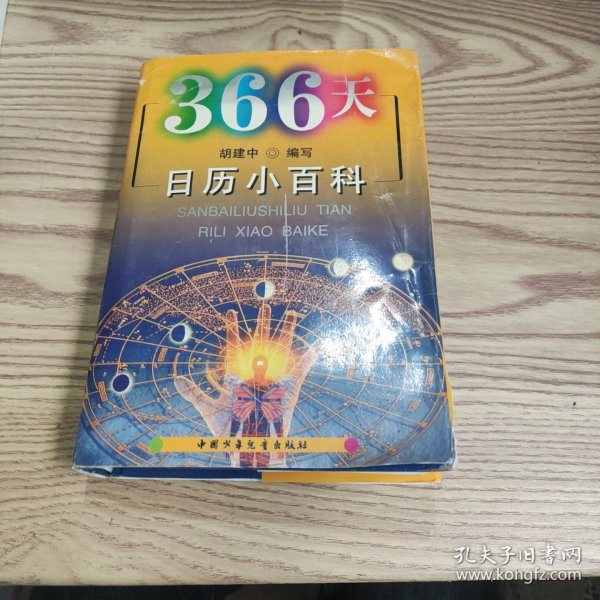 366天
胡建中 ◎ 编写
日历小百科
SANBAILIUSHILIU TIAN
RILI XIAO BAIKE
中国少年儿童出版社
孔夫子旧书网
www.kongfz.com